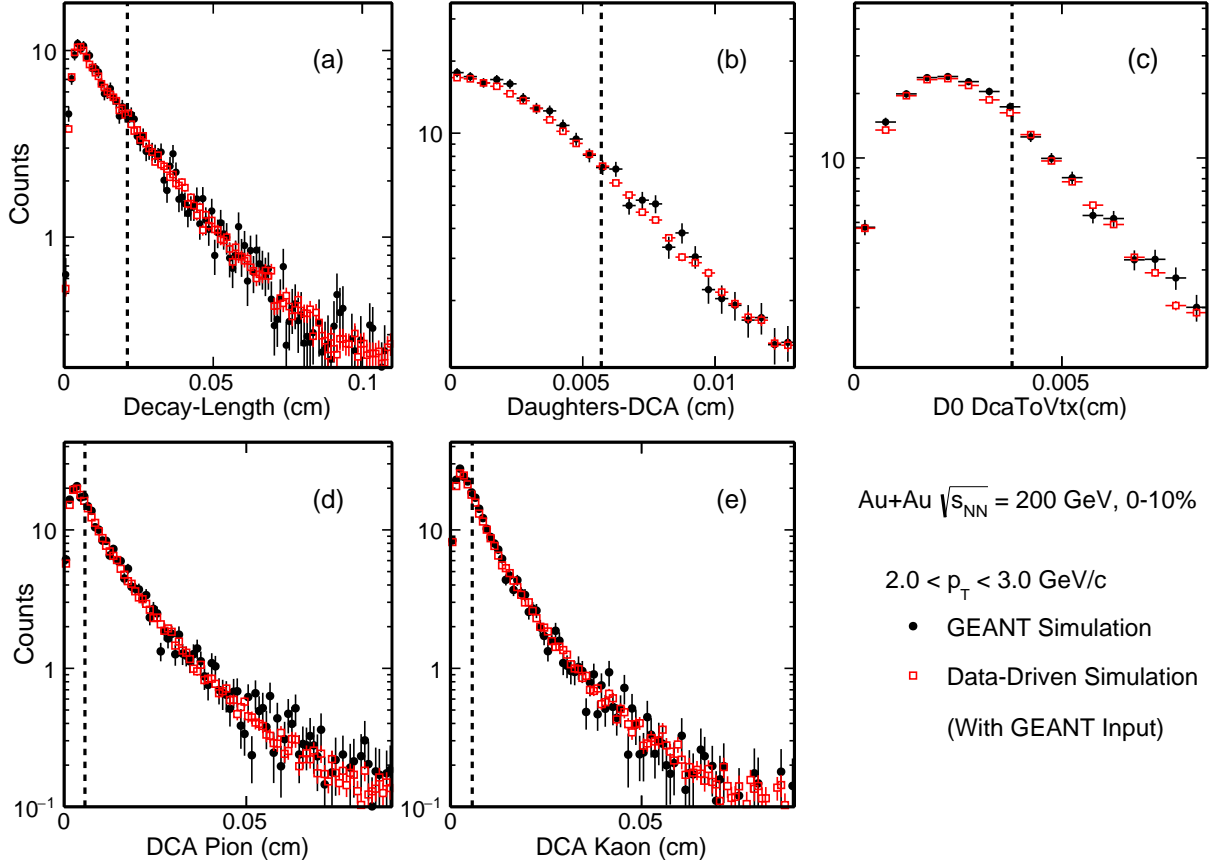 Counts
10
1
(a)
0 0.05 0.1
Decay-Length (cm)
10
(b)
0 0.005 0.01
Daughters-DCA (cm)
10
(c)
0 0.005
D0 DcaToVtx(cm)
Counts
10
1
10⁻¹
(d)
0 0.05
DCA Pion (cm)
10
1
10⁻¹
(e)
0 0.05
DCA Kaon (cm)
Au+Au √s_NN = 200 GeV, 0-10%
2.0 < p_T < 3.0 GeV/c
GEANT Simulation
Data-Driven Simulation
(With GEANT Input)